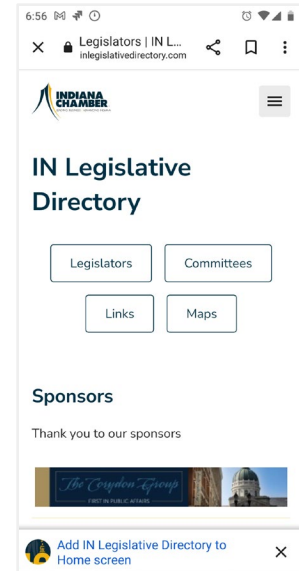 6:56
Legislators | IN L...
inlegislativedirectory.com
INDIANA
CHAMBER
IN Legislative
Directory
Legislators
Committees
Links
Maps
Sponsors
Thank you to our sponsors
The Corydon Group
FIRST IN PUBLIC AFFAIRS
Add IN Legislative Directory to
Home screen